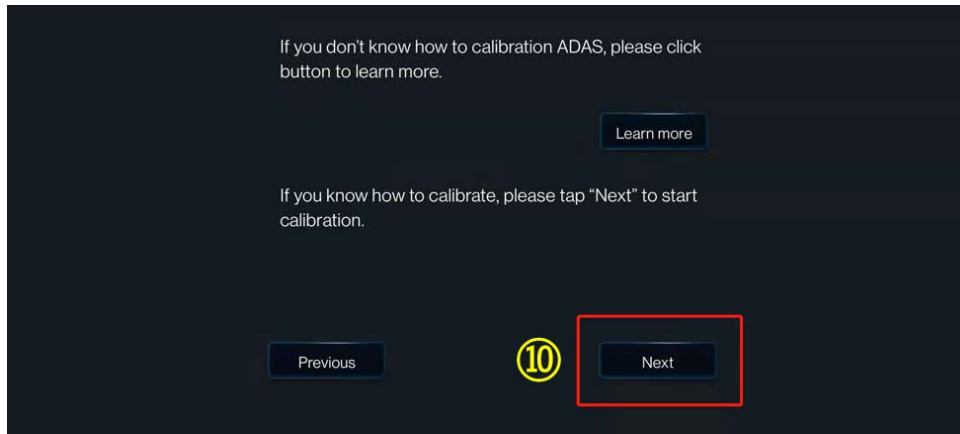 If you don't know how to calibration ADAS, please click
button to learn more.
Learn more
If you know how to calibrate, please tap “Next” to start
calibration.
Previous
⑩
Next